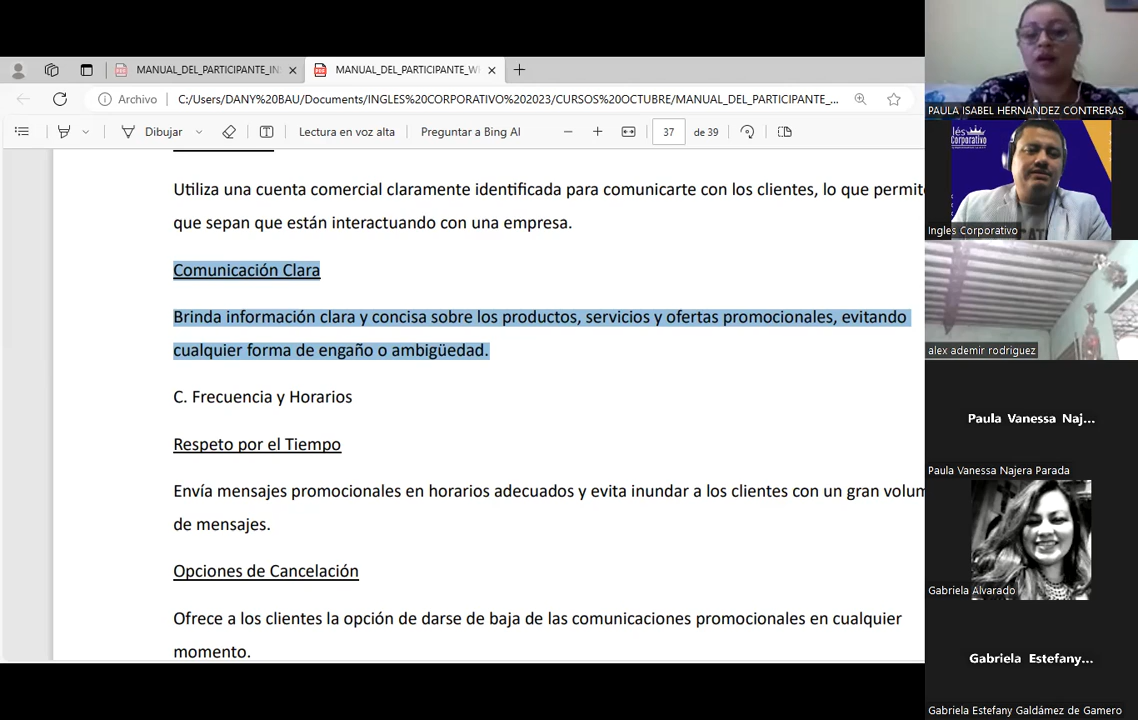 MANUAL_DEL_PARTICIPANTE_IN
MANUAL_DEL_PARTICIPANTE_W
Archivo
C:/Users/DANY%20BAU/Documents/INGLES%20CORPORATIVO%202023/CURSOS%20OCTUBRE/MANUAL_DEL_PARTICIPANTE_...
Dibujar
Lectura en voz alta
Preguntar a Bing AI
37
de 39
Utiliza una cuenta comercial claramente identificada para comunicarte con los clientes, lo que permit
que sepan que están interactuando con una empresa.
Comunicación Clara
Brinda información clara y concisa sobre los productos, servicios y ofertas promocionales, evitando
cualquier forma de engaño o ambigüedad.
C. Frecuencia y Horarios
Respeto por el Tiempo
Envía mensajes promocionales en horarios adecuados y evita inundar a los clientes con un gran volum
de mensajes.
Opciones de Cancelación
Ofrece a los clientes la opción de darse de baja de las comunicaciones promocionales en cualquier
momento.
PAULA ISABEL HERNANDEZ CONTRERAS
lés
Corporativo
Ingles Corporativo
alex ademir rodriguez
Paula Vanessa Naj...
Paula Vanessa Najera Parada
Gabriela Alvarado
Gabriela Estefany...
Gabriela Estefany Galdámez de Gamero